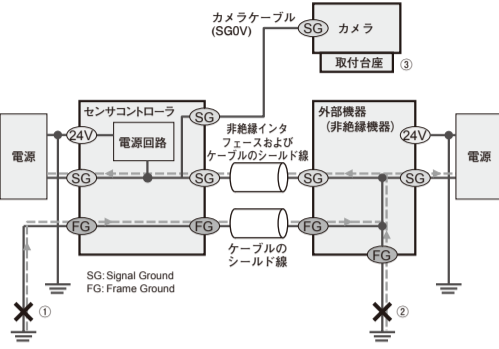 カメラケーブル
(SG0V)
SG
カメラ
取付台座
③
センサコントローラ
SG
非絶縁インタ
フェースおよび
ケーブルのシールド線
外部機器
(非絶縁機器)
電源
24V
電源回路
24V
電源
SG
SG
SG
SG
FG
FG
FG
ケーブルの
シールド線
FG
SG: Signal Ground
FG: Frame Ground
①
②